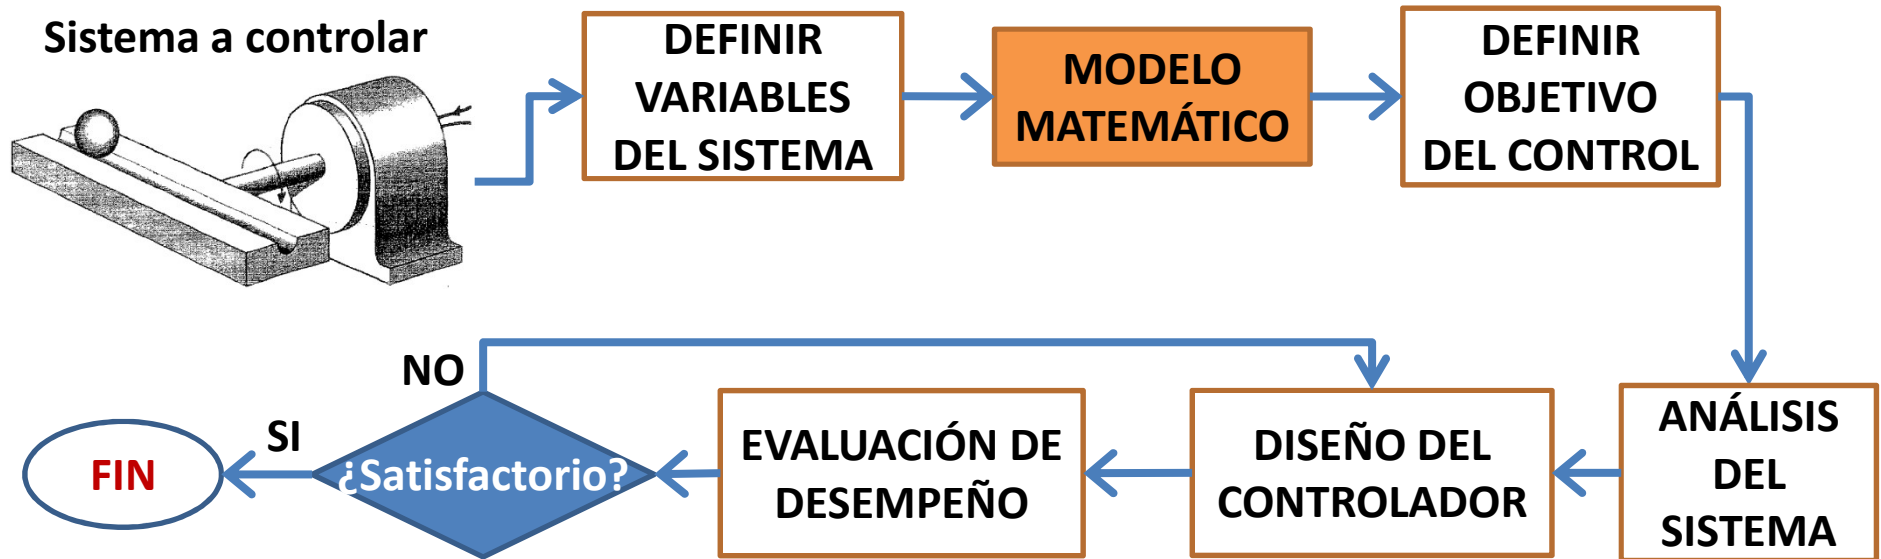 Sistema a controlar
DEFINIR
VARIABLES
DEL SISTEMA
MODELO
MATEMÁTICO
DEFINIR
OBJETIVO
DEL CONTROL
ANÁLISIS
DEL
SISTEMA
DISEÑO DEL
CONTROLADOR
EVALUACIÓN DE
DESEMPEÑO
¿Satisfactorio?
NO
SI
FIN